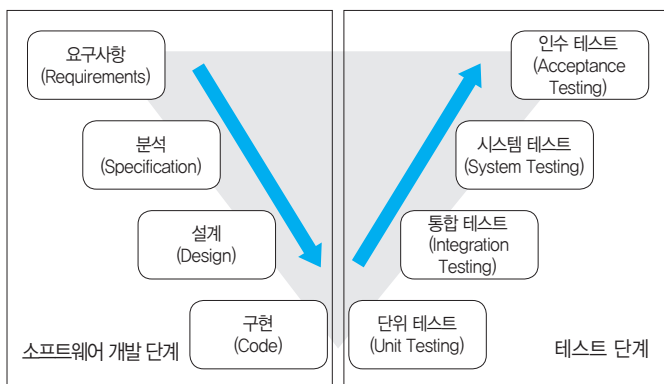 요구사항
(Requirements)
분석
(Specification)
설계
(Design)
구현
(Code)
소프트웨어 개발 단계
인수 테스트
(Acceptance
Testing)
시스템 테스트
(System Testing)
통합 테스트
(Integration
Testing)
단위 테스트
(Unit Testing)
테스트 단계